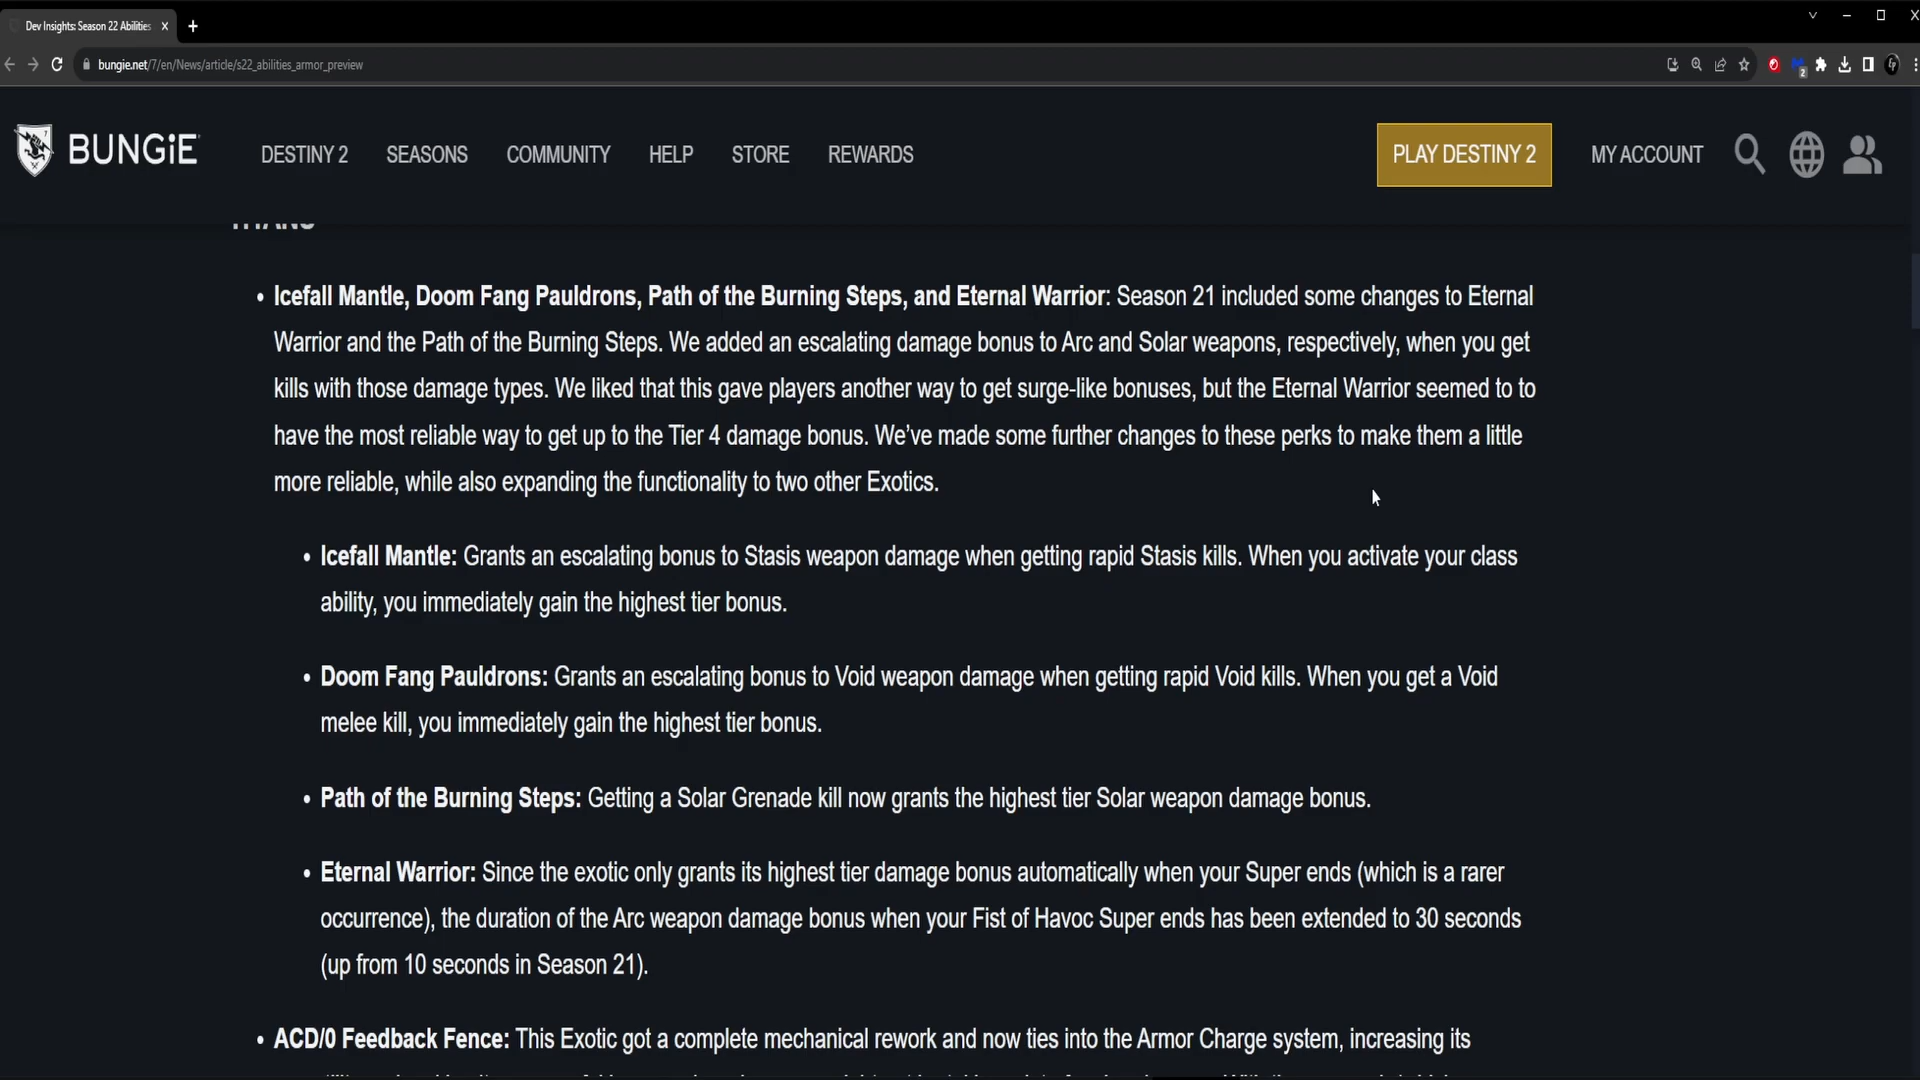 Dev Insights: Season 22 Abilities
bungie.net/7/en/News/article/s22_abilities_armor_preview
2
BUNGiE
DESTINY 2
SEASONS
COMMUNITY
HELP
STORE
REWARDS
PLAY DESTINY 2
MY ACCOUNT
TITANS
• Icefall Mantle, Doom Fang Pauldrons, Path of the Burning Steps, and Eternal Warrior: Season 21 included some changes to Eternal
Warrior and the Path of the Burning Steps. We added an escalating damage bonus to Arc and Solar weapons, respectively, when you get
kills with those damage types. We liked that this gave players another way to get surge-like bonuses, but the Eternal Warrior seemed to to
have the most reliable way to get up to the Tier 4 damage bonus. We’ve made some further changes to these perks to make them a little
more reliable, while also expanding the functionality to two other Exotics.
• Icefall Mantle: Grants an escalating bonus to Stasis weapon damage when getting rapid Stasis kills. When you activate your class
ability, you immediately gain the highest tier bonus.
• Doom Fang Pauldrons: Grants an escalating bonus to Void weapon damage when getting rapid Void kills. When you get a Void
melee kill, you immediately gain the highest tier bonus.
• Path of the Burning Steps: Getting a Solar Grenade kill now grants the highest tier Solar weapon damage bonus.
• Eternal Warrior: Since the exotic only grants its highest tier damage bonus automatically when your Super ends (which is a rarer
occurrence), the duration of the Arc weapon damage bonus when your Fist of Havoc Super ends has been extended to 30 seconds
(up from 10 seconds in Season 21).
• ACD/0 Feedback Fence: This Exotic got a complete mechanical rework and now ties into the Armor Charge system, increasing its